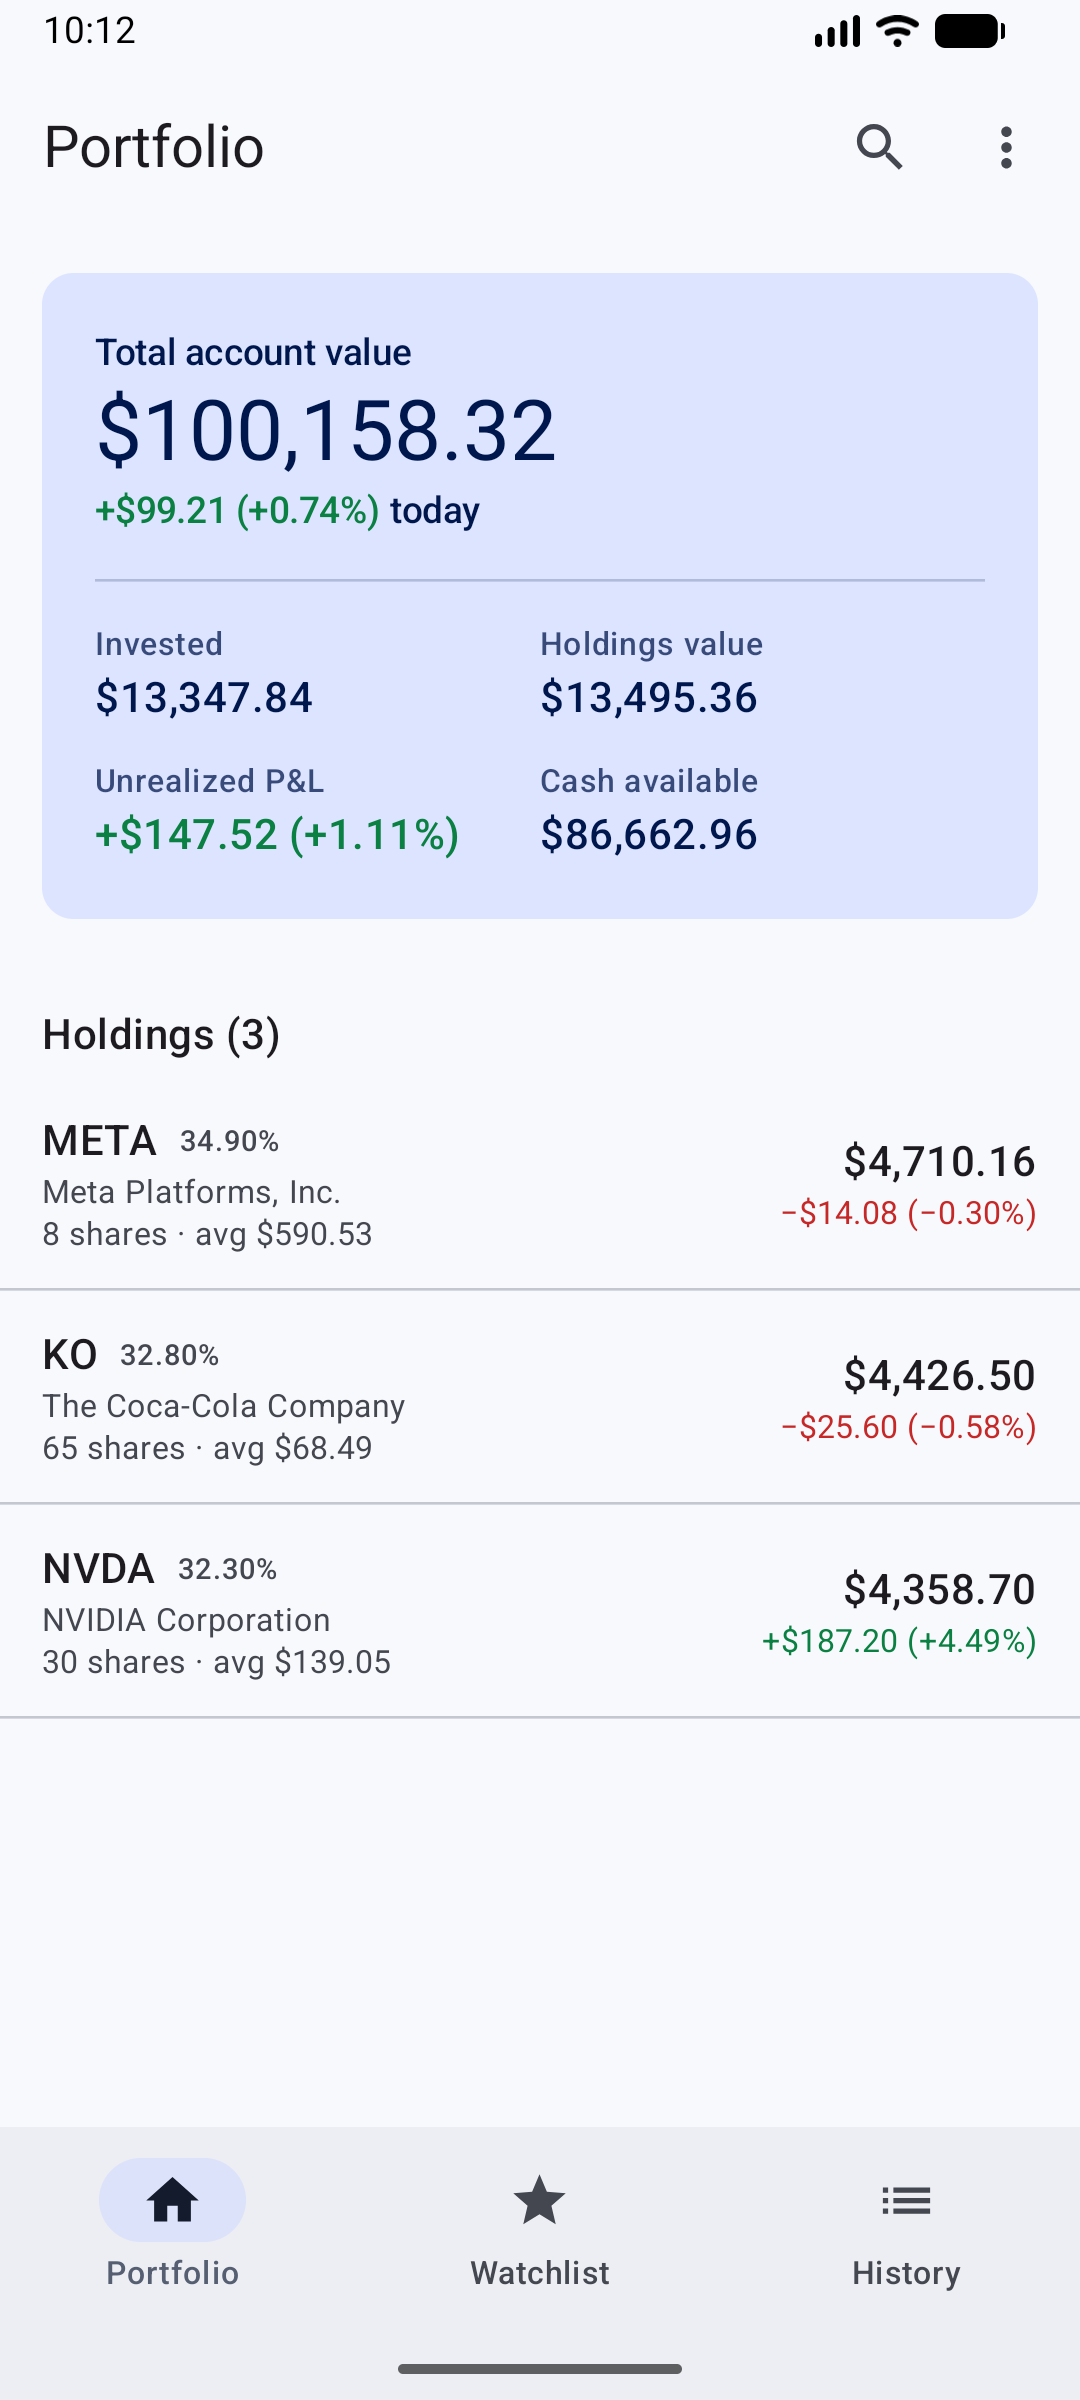 10:12
Portfolio
Total account value
$100,158.32
+$99.21 (+0.74%) today
Invested
$13,347.84
Holdings value
$13,495.36
Unrealized P&L
+$147.52 (+1.11%)
Cash available
$86,662.96
Holdings (3)
META 34.90%
Meta Platforms, Inc.
8 shares · avg $590.53
$4,710.16
−$14.08 (−0.30%)
KO 32.80%
The Coca-Cola Company
65 shares · avg $68.49
$4,426.50
−$25.60 (−0.58%)
NVDA 32.30%
NVIDIA Corporation
30 shares · avg $139.05
$4,358.70
+$187.20 (+4.49%)
Portfolio
Watchlist
History